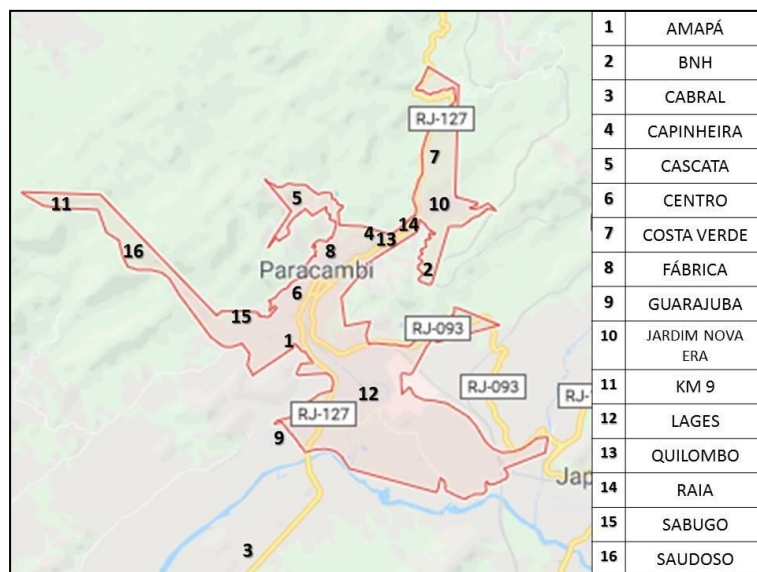 RJ-127
7
11
5
10
16
14
4
13
8
2
Paracambi
6
15
RJ-093
1
RJ-093
12
RJ-127
9
Jap
3
1 AMAPÁ
2 BNH
3 CABRAL
4 CAPINHEIRA
5 CASCATA
6 CENTRO
7 COSTA VERDE
8 FÁBRICA
9 GUARAJUBA
10 JARDIM NOVA
ERA
11 KM 9
12 LAGES
13 QUILOMBO
14 RAIA
15 SABUGO
16 SAUDOSO